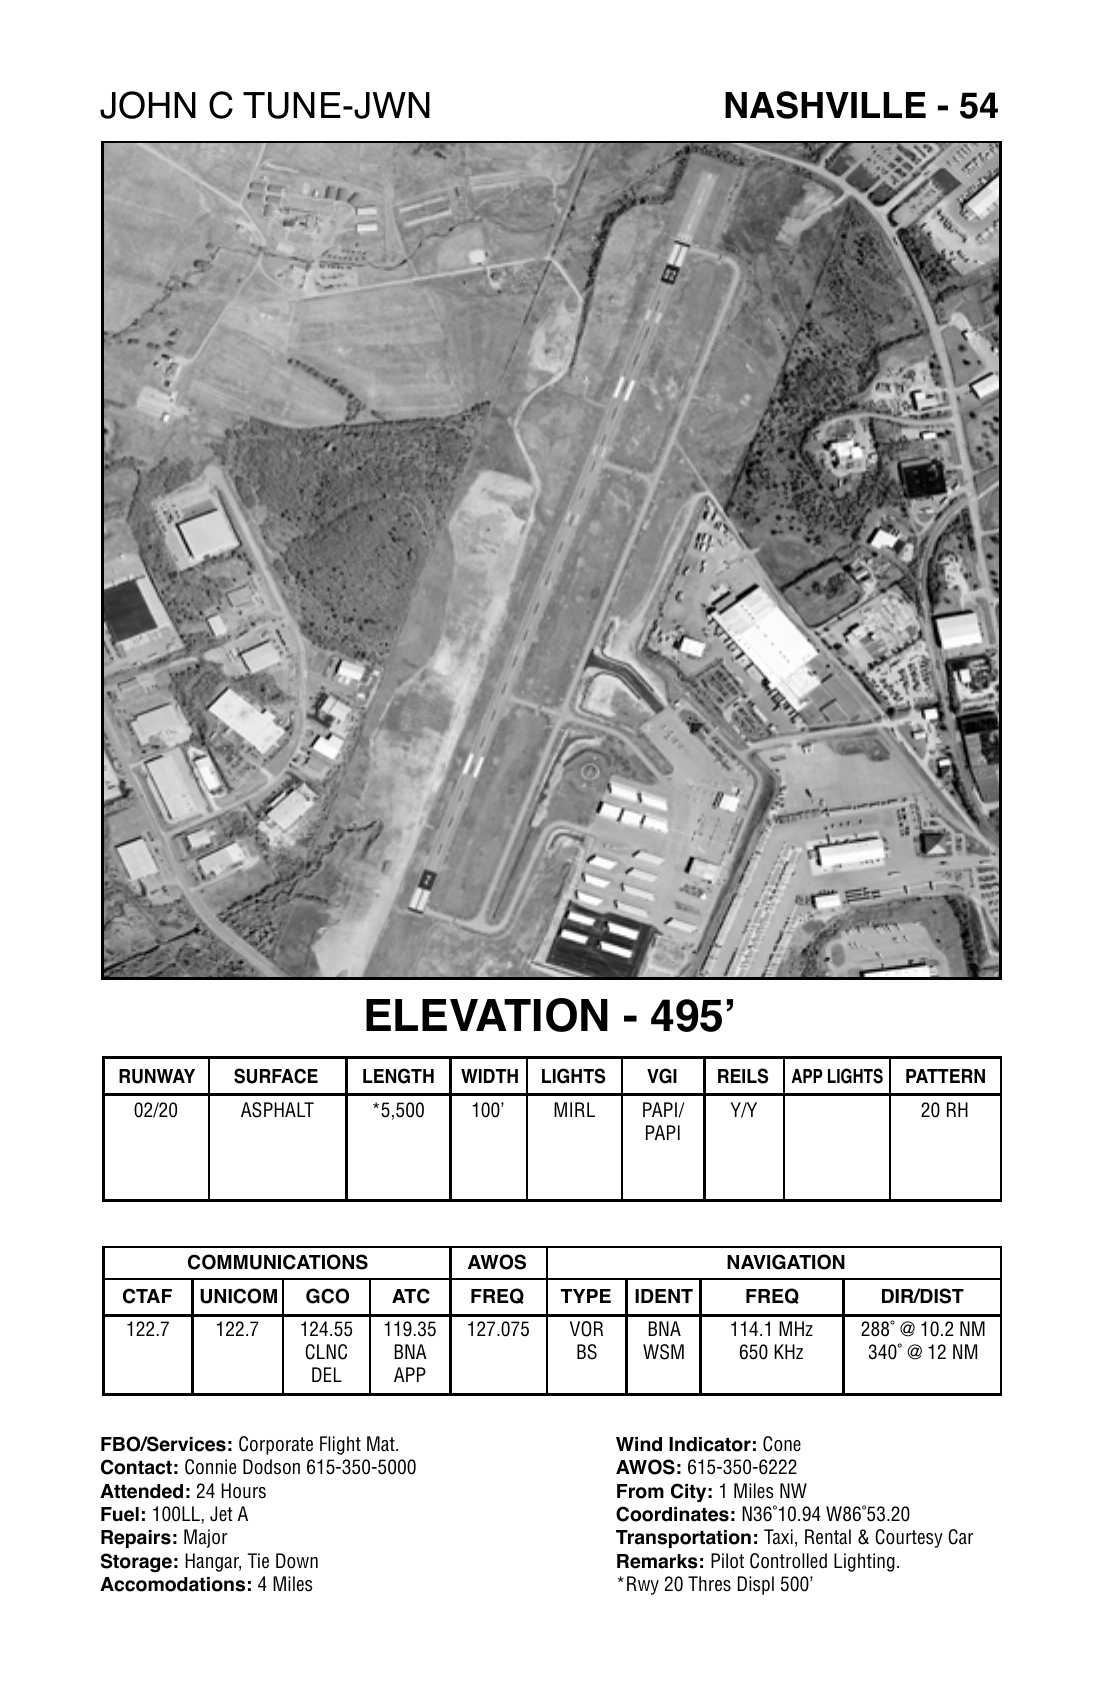 JOHN C TUNE-JWN NASHVILLE - 54
ELEVATION - 495’
RUNWAY SURFACE LENGTH WIDTH LIGHTS VGI REILS APP LIGHTS PATTERN
02/20 ASPHALT *5,500 100’ MIRL PAPI/ Y/Y 20 RH
PAPI
COMMUNICATIONS AWOS NAVIGATION
CTAF UNICOM GCO ATC FREQ TYPE IDENT FREQ DIR/DIST
122.7 122.7 124.55 119.35 127.075 VOR BNA 114.1 MHz 288˚ @ 10.2 NM
CLNC BNA BS WSM 650 KHz 340˚ @ 12 NM
DEL APP
FBO/Services: Corporate Flight Mat.
Contact: Connie Dodson 615-350-5000
Attended: 24 Hours
Fuel: 100LL, Jet A
Repairs: Major
Storage: Hangar, Tie Down
Accomodations: 4 Miles
Wind Indicator: Cone
AWOS: 615-350-6222
From City: 1 Miles NW
Coordinates: N36˚10.94 W86˚53.20
Transportation: Taxi, Rental & Courtesy Car
Remarks: Pilot Controlled Lighting.
*Rwy 20 Thres Displ 500’